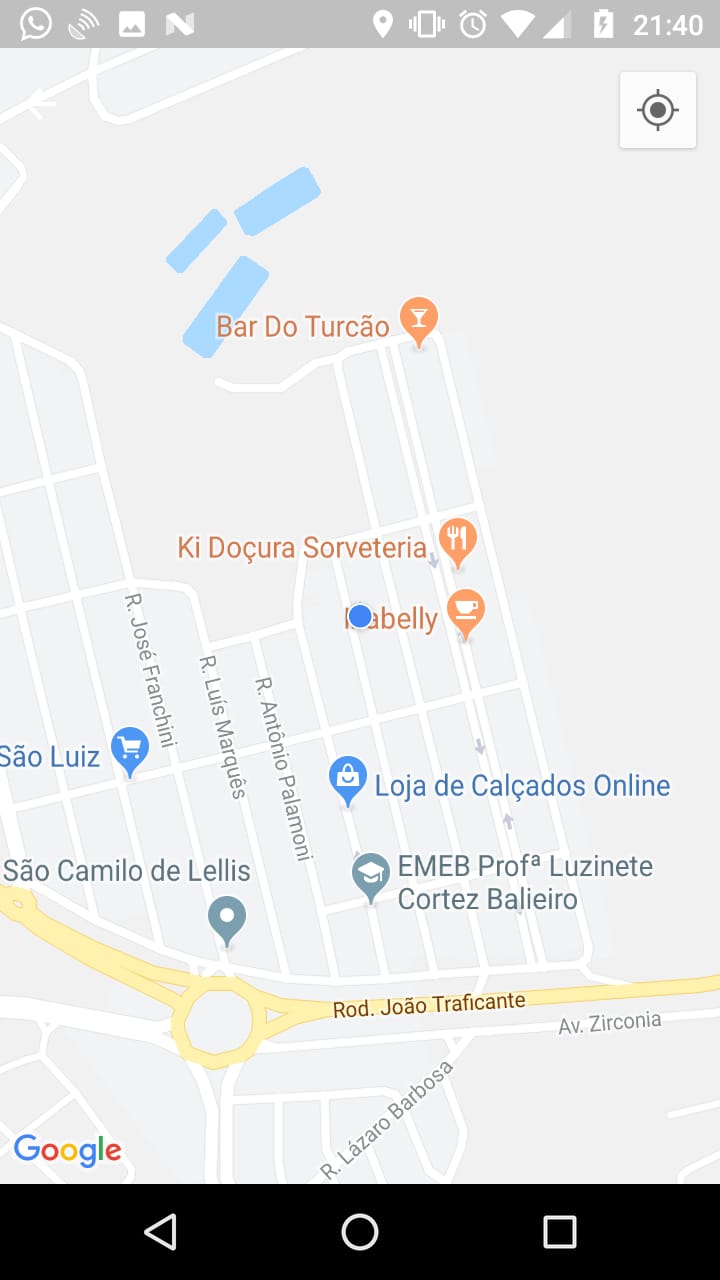 21:40
Bar Do Turcão
Ki Doçura Sorveteria
R. José Franchini
R. Luís Marquês
R. Antônio Palamoni
São Luiz
Loja de Calçados Online
São Camilo de Lellis
EMEB Profª Luzinete
Cortez Balieiro
Rod. João Traficante
Av. Zirconia
R. Lázaro Barbosa
Google